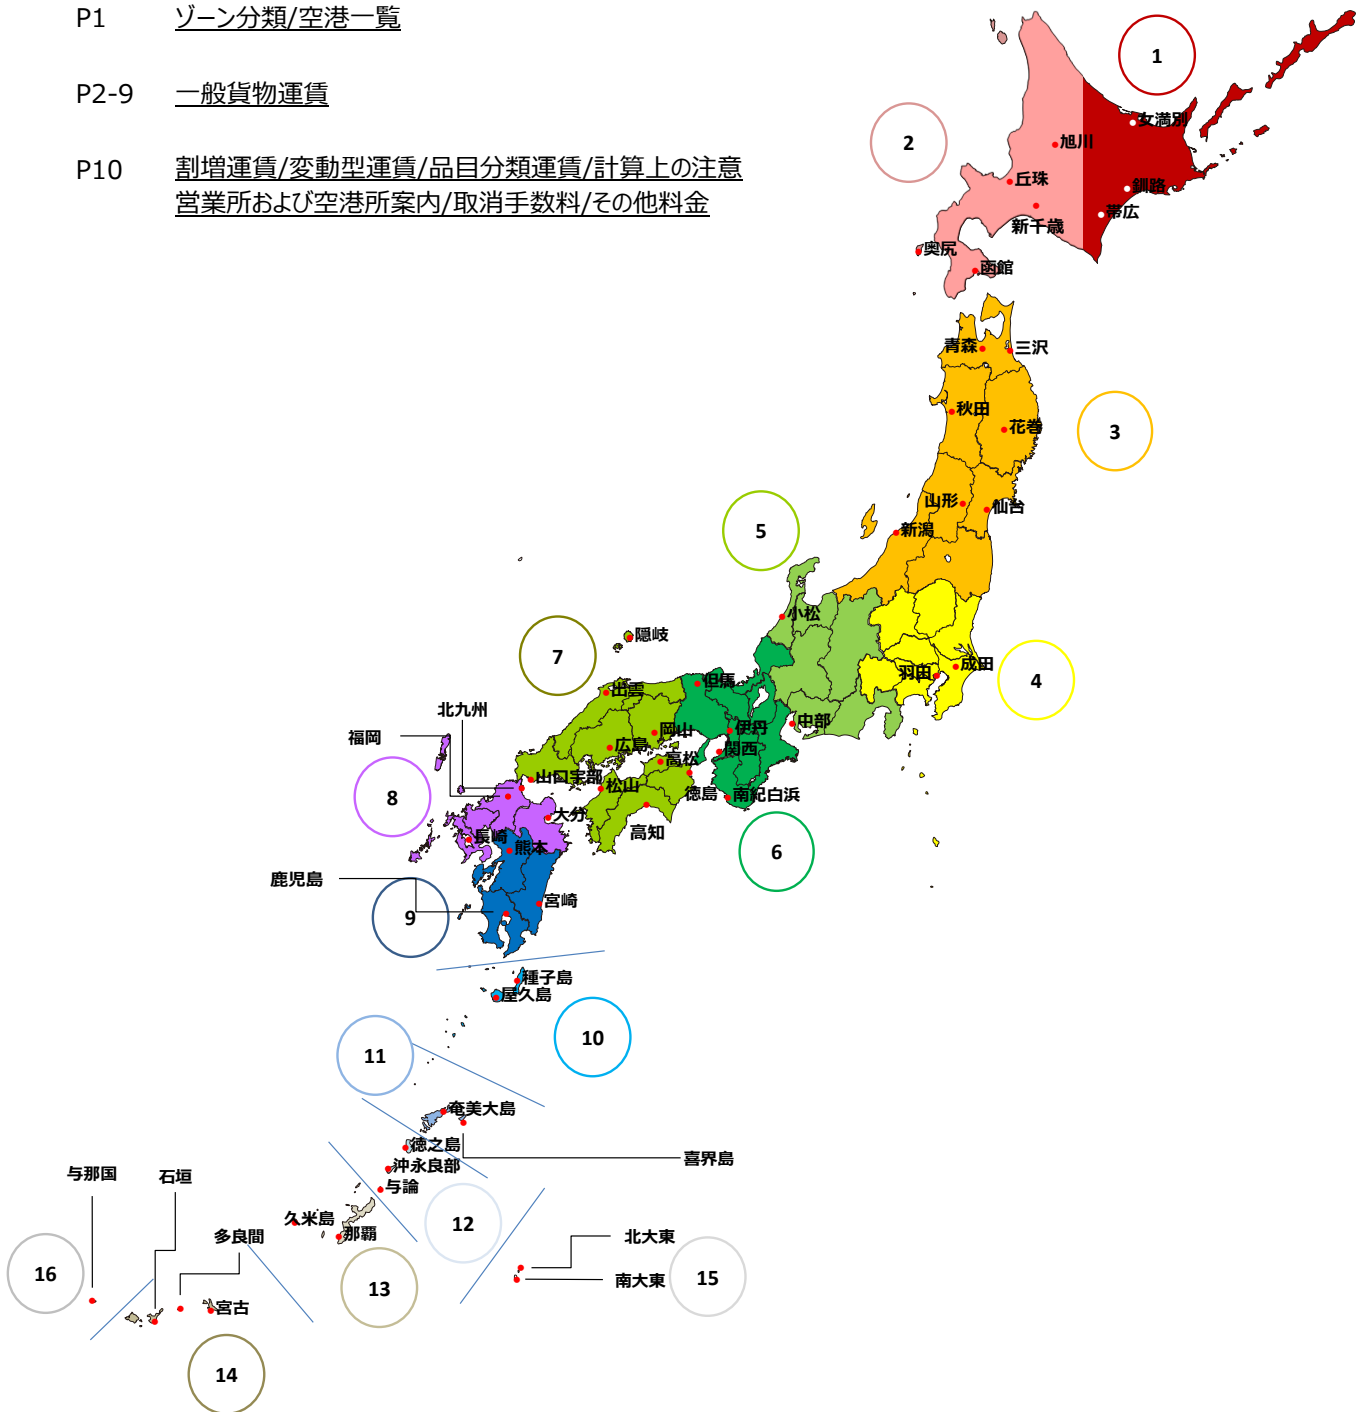 P1 ゾーン分類/空港一覧
P2-9 一般貨物運賃
P10 割増運賃/変動型運賃/品目分類運賃/計算上の注意
営業所および空港所案内/取消手数料/その他料金
1
女満別
2
旭川
丘珠
釧路
帯広
新千歳
奥尻
函館
青森
三沢
秋田
花巻
3
山形
仙台
新潟
5
小松
隠岐
7
成田
羽田
4
但馬
出雲
北九州
中部
伊丹
岡山
福岡
広島
関西
高松
山口宇部
松山
徳島
南紀白浜
8
大分
高知
長崎
熊本
6
鹿児島
宮崎
9
種子島
屋久島
10
11
奄美大島
徳之島
喜界島
沖永良部
与那国
石垣
与論
久米島
12
那覇
多良間
北大東
16
南大東
15
13
宮古
14